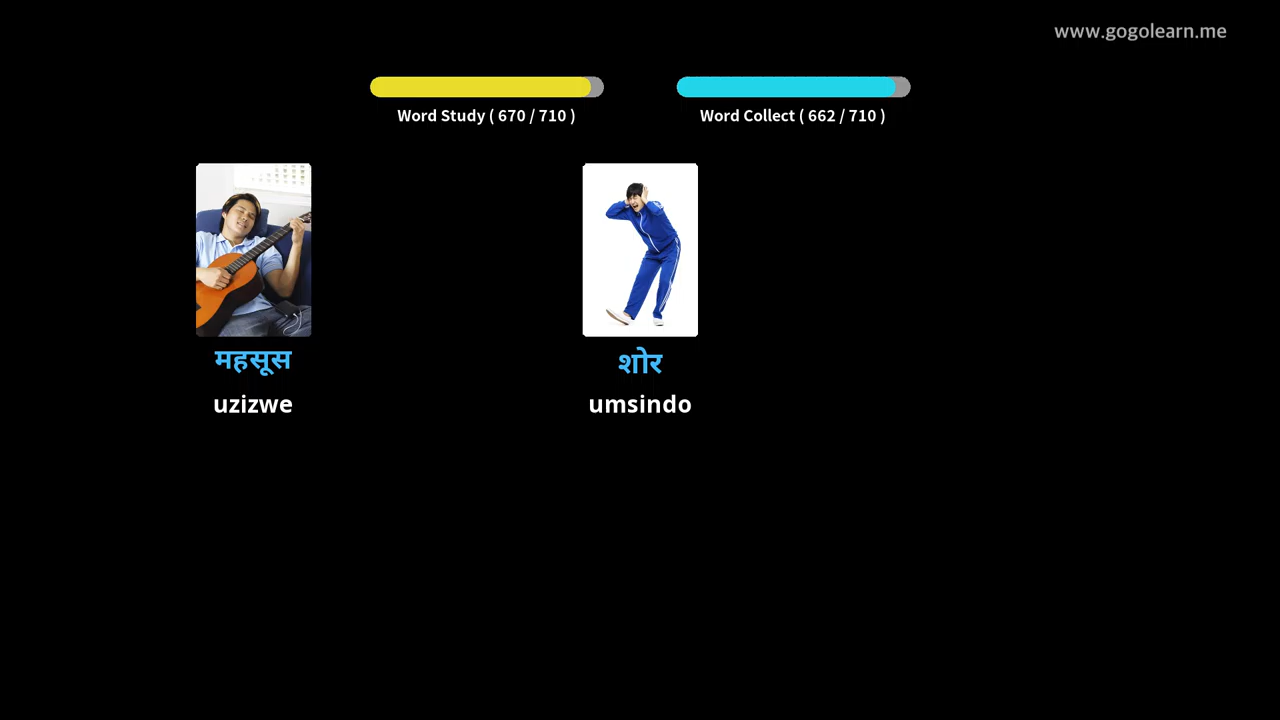 www.gogolearn.me
Word Study ( 670 / 710 )
Word Collect ( 662 / 710 )
महसूस
uzizwe
शोर
umsindo